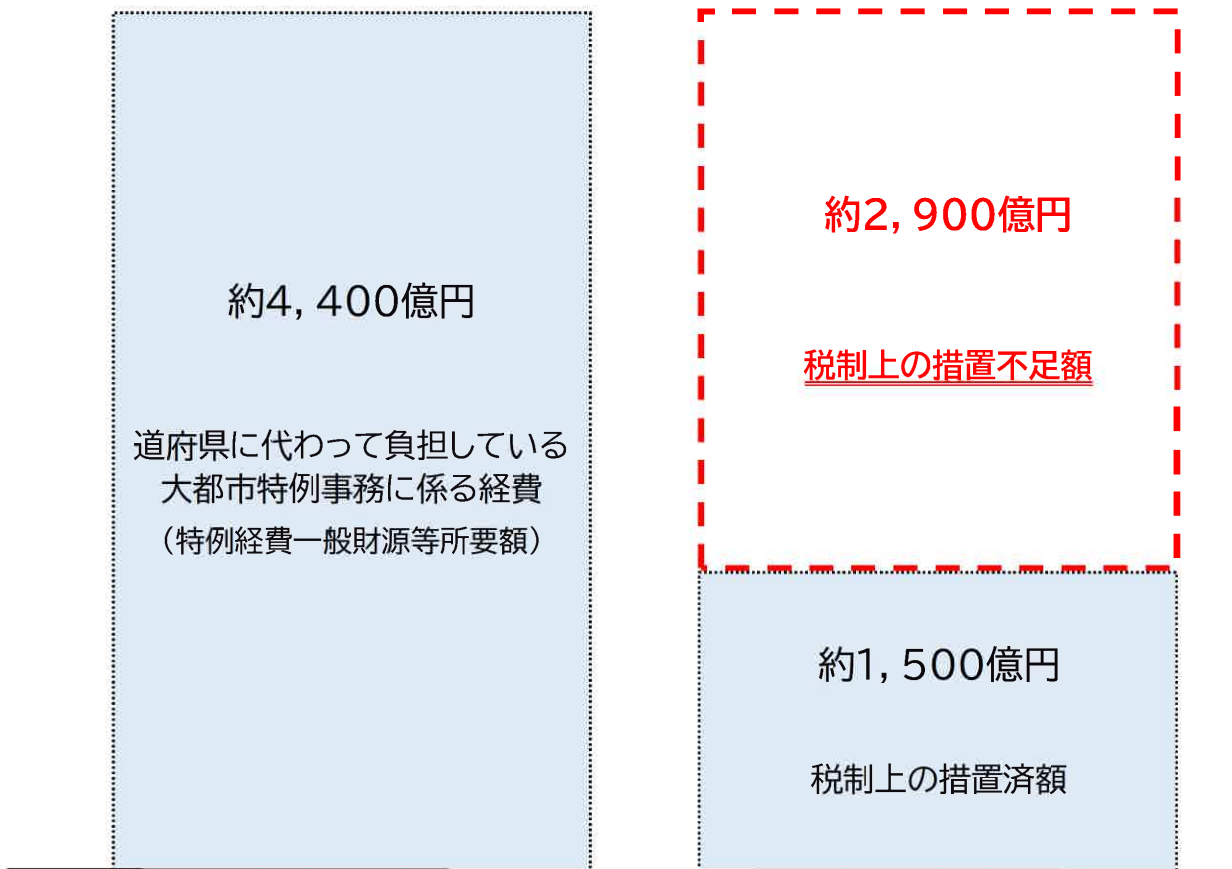 約4，400億円
道府県に代わって負担している
大都市特例事務に係る経費
（特例経費一般財源等所要額）
約2，900億円
税制上の措置不足額
約1，500億円
税制上の措置済額